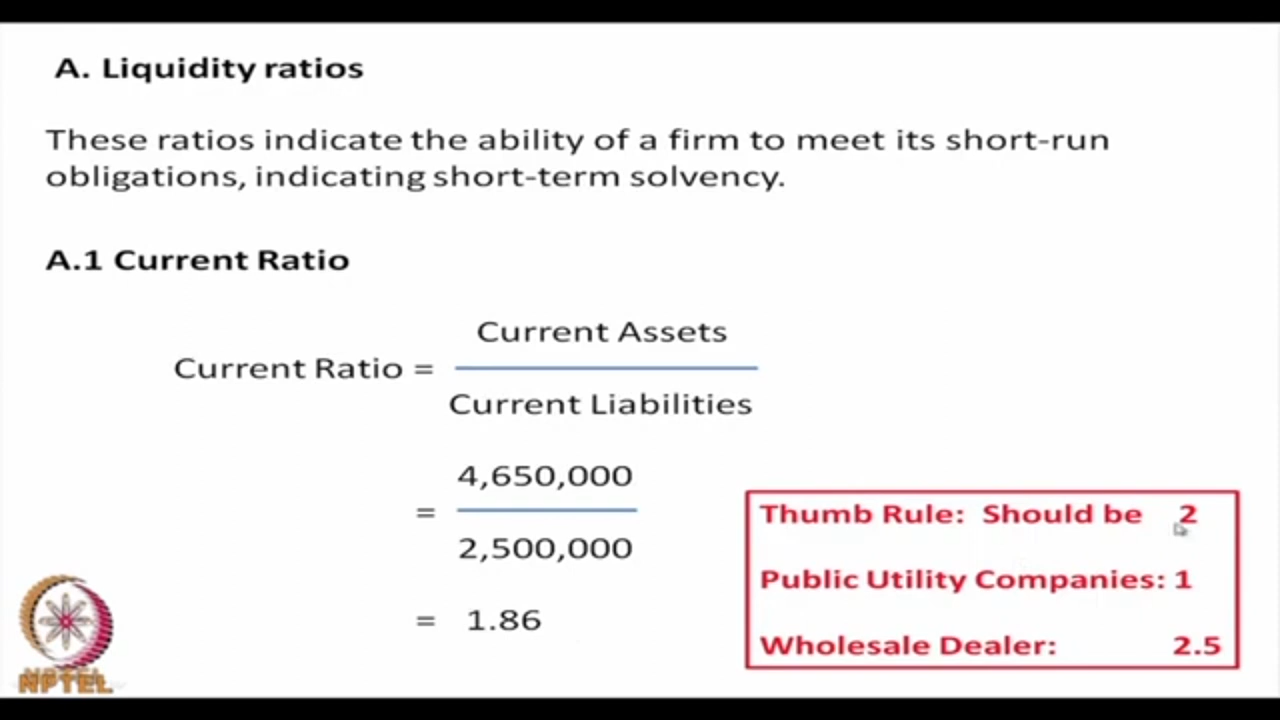 A. Liquidity ratios
These ratios indicate the ability of a firm to meet its short-run
obligations, indicating short-term solvency.
A.1 Current Ratio
Current Assets
Current Ratio =
Current Liabilities
4,650,000
=
2,500,000
= 1.86
Thumb Rule: Should be 2
Public Utility Companies: 1
Wholesale Dealer: 2.5
NPTEL